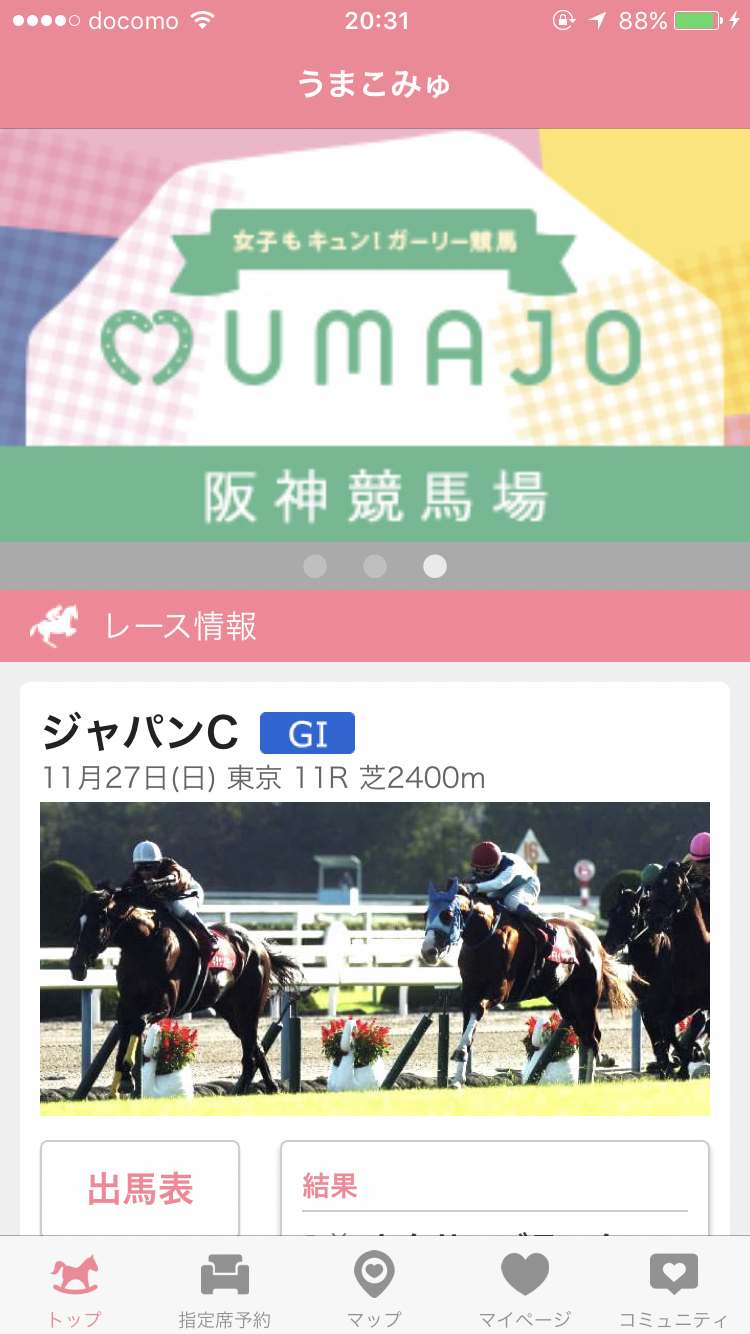 docomo 20:31 88%
うまこみゅ
女子もキュン!ガーリー競馬
UMAJO
阪神競馬場
レース情報
ジャパンC GI
11月27日(日) 東京 11R 芝2400m
16
出馬表
結果
トップ 指定席予約 マップ マイページ コミュニティ